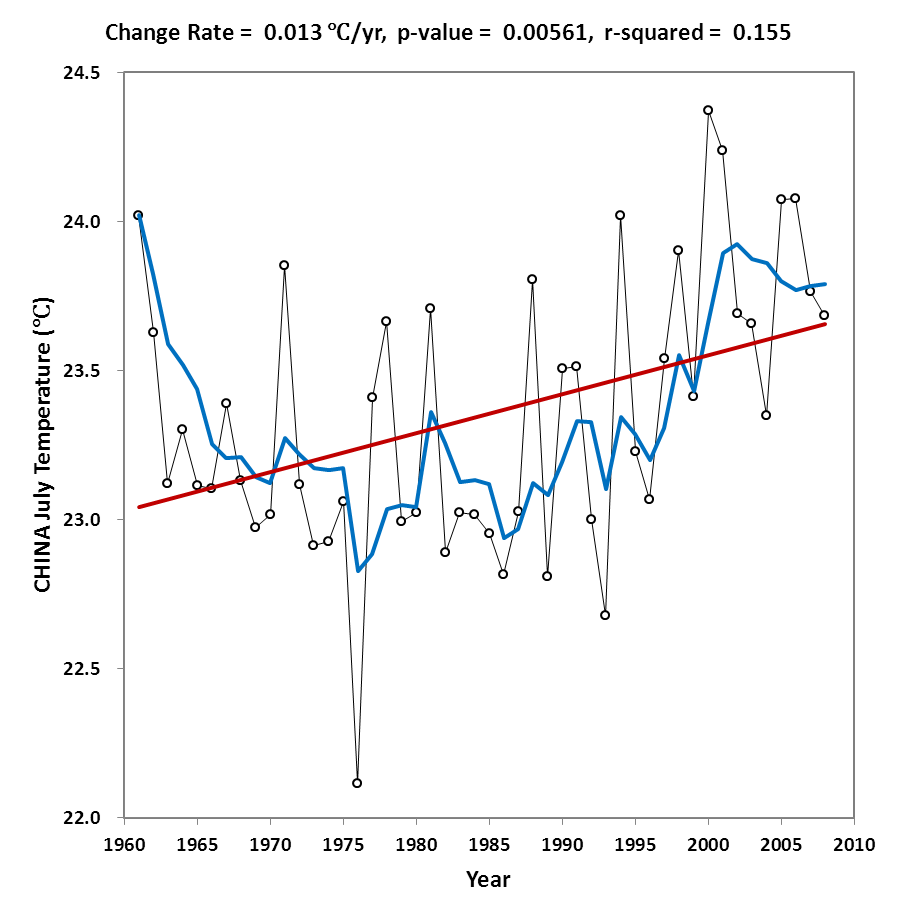 Change Rate = 0.013 ℃/yr, p-value = 0.00561, r-squared = 0.155
24.5
24.0
23.5
23.0
22.5
22.0
CHINA July Temperature (℃)
1960 1965 1970 1975 1980 1985 1990 1995 2000 2005 2010
Year